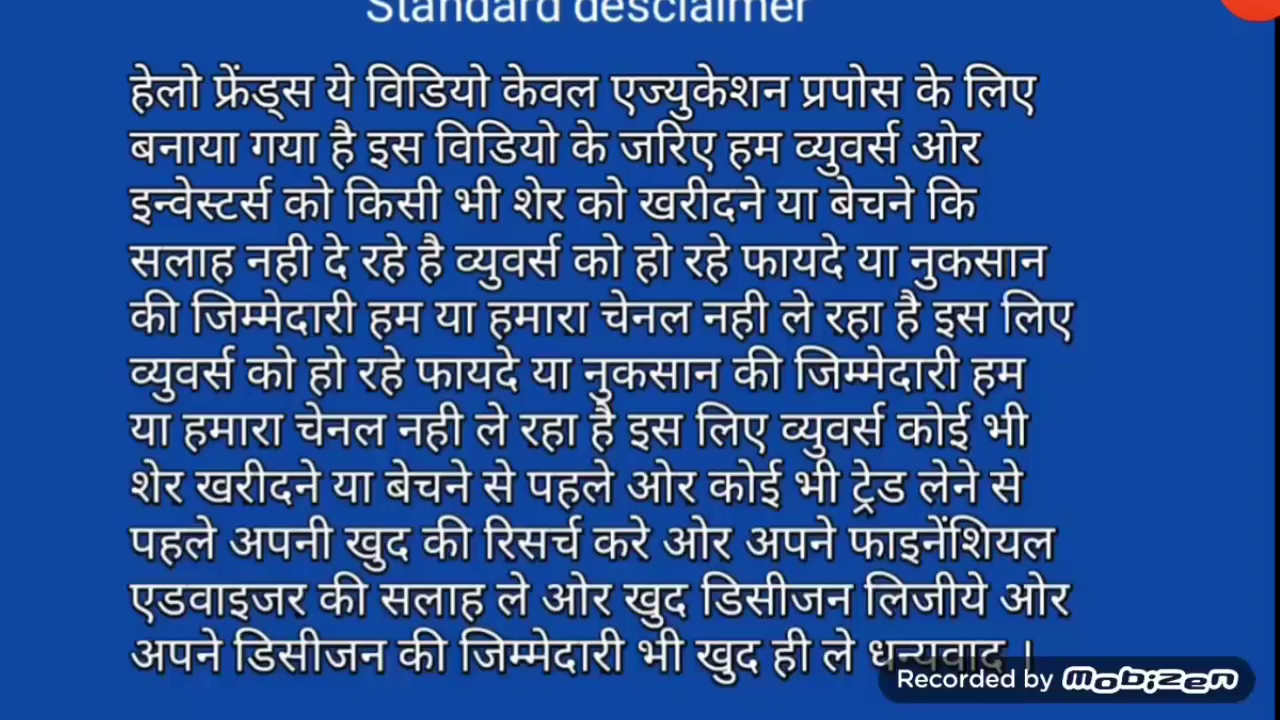 Standard desclaimer
हेलो फ्रेंड्स ये विडियो केवल एज्युकेशन प्रपोस के लिए
बनाया गया है इस विडियो के जरिए हम व्युवर्स ओर
इन्वेस्टर्स को किसी भी शेर को खरीदने या बेचने कि
सलाह नही दे रहे है व्युवर्स को हो रहे फायदे या नुकसान
की जिम्मेदारी हम या हमारा चेनल नही ले रहा है इस लिए
व्युवर्स को हो रहे फायदे या नुकसान की जिम्मेदारी हम
या हमारा चेनल नही ले रहा है इस लिए व्युवर्स कोई भी
शेर खरीदने या बेचने से पहले ओर कोई भी ट्रेड लेने से
पहले अपनी खुद की रिसर्च करे ओर अपने फाइनेंशियल
एडवाइजर की सलाह ले ओर खुद डिसीजन लिजीये ओर
अपने डिसीजन की जिम्मेदारी भी खुद ही ले धन्यवाद ।
Recorded by Mobizen